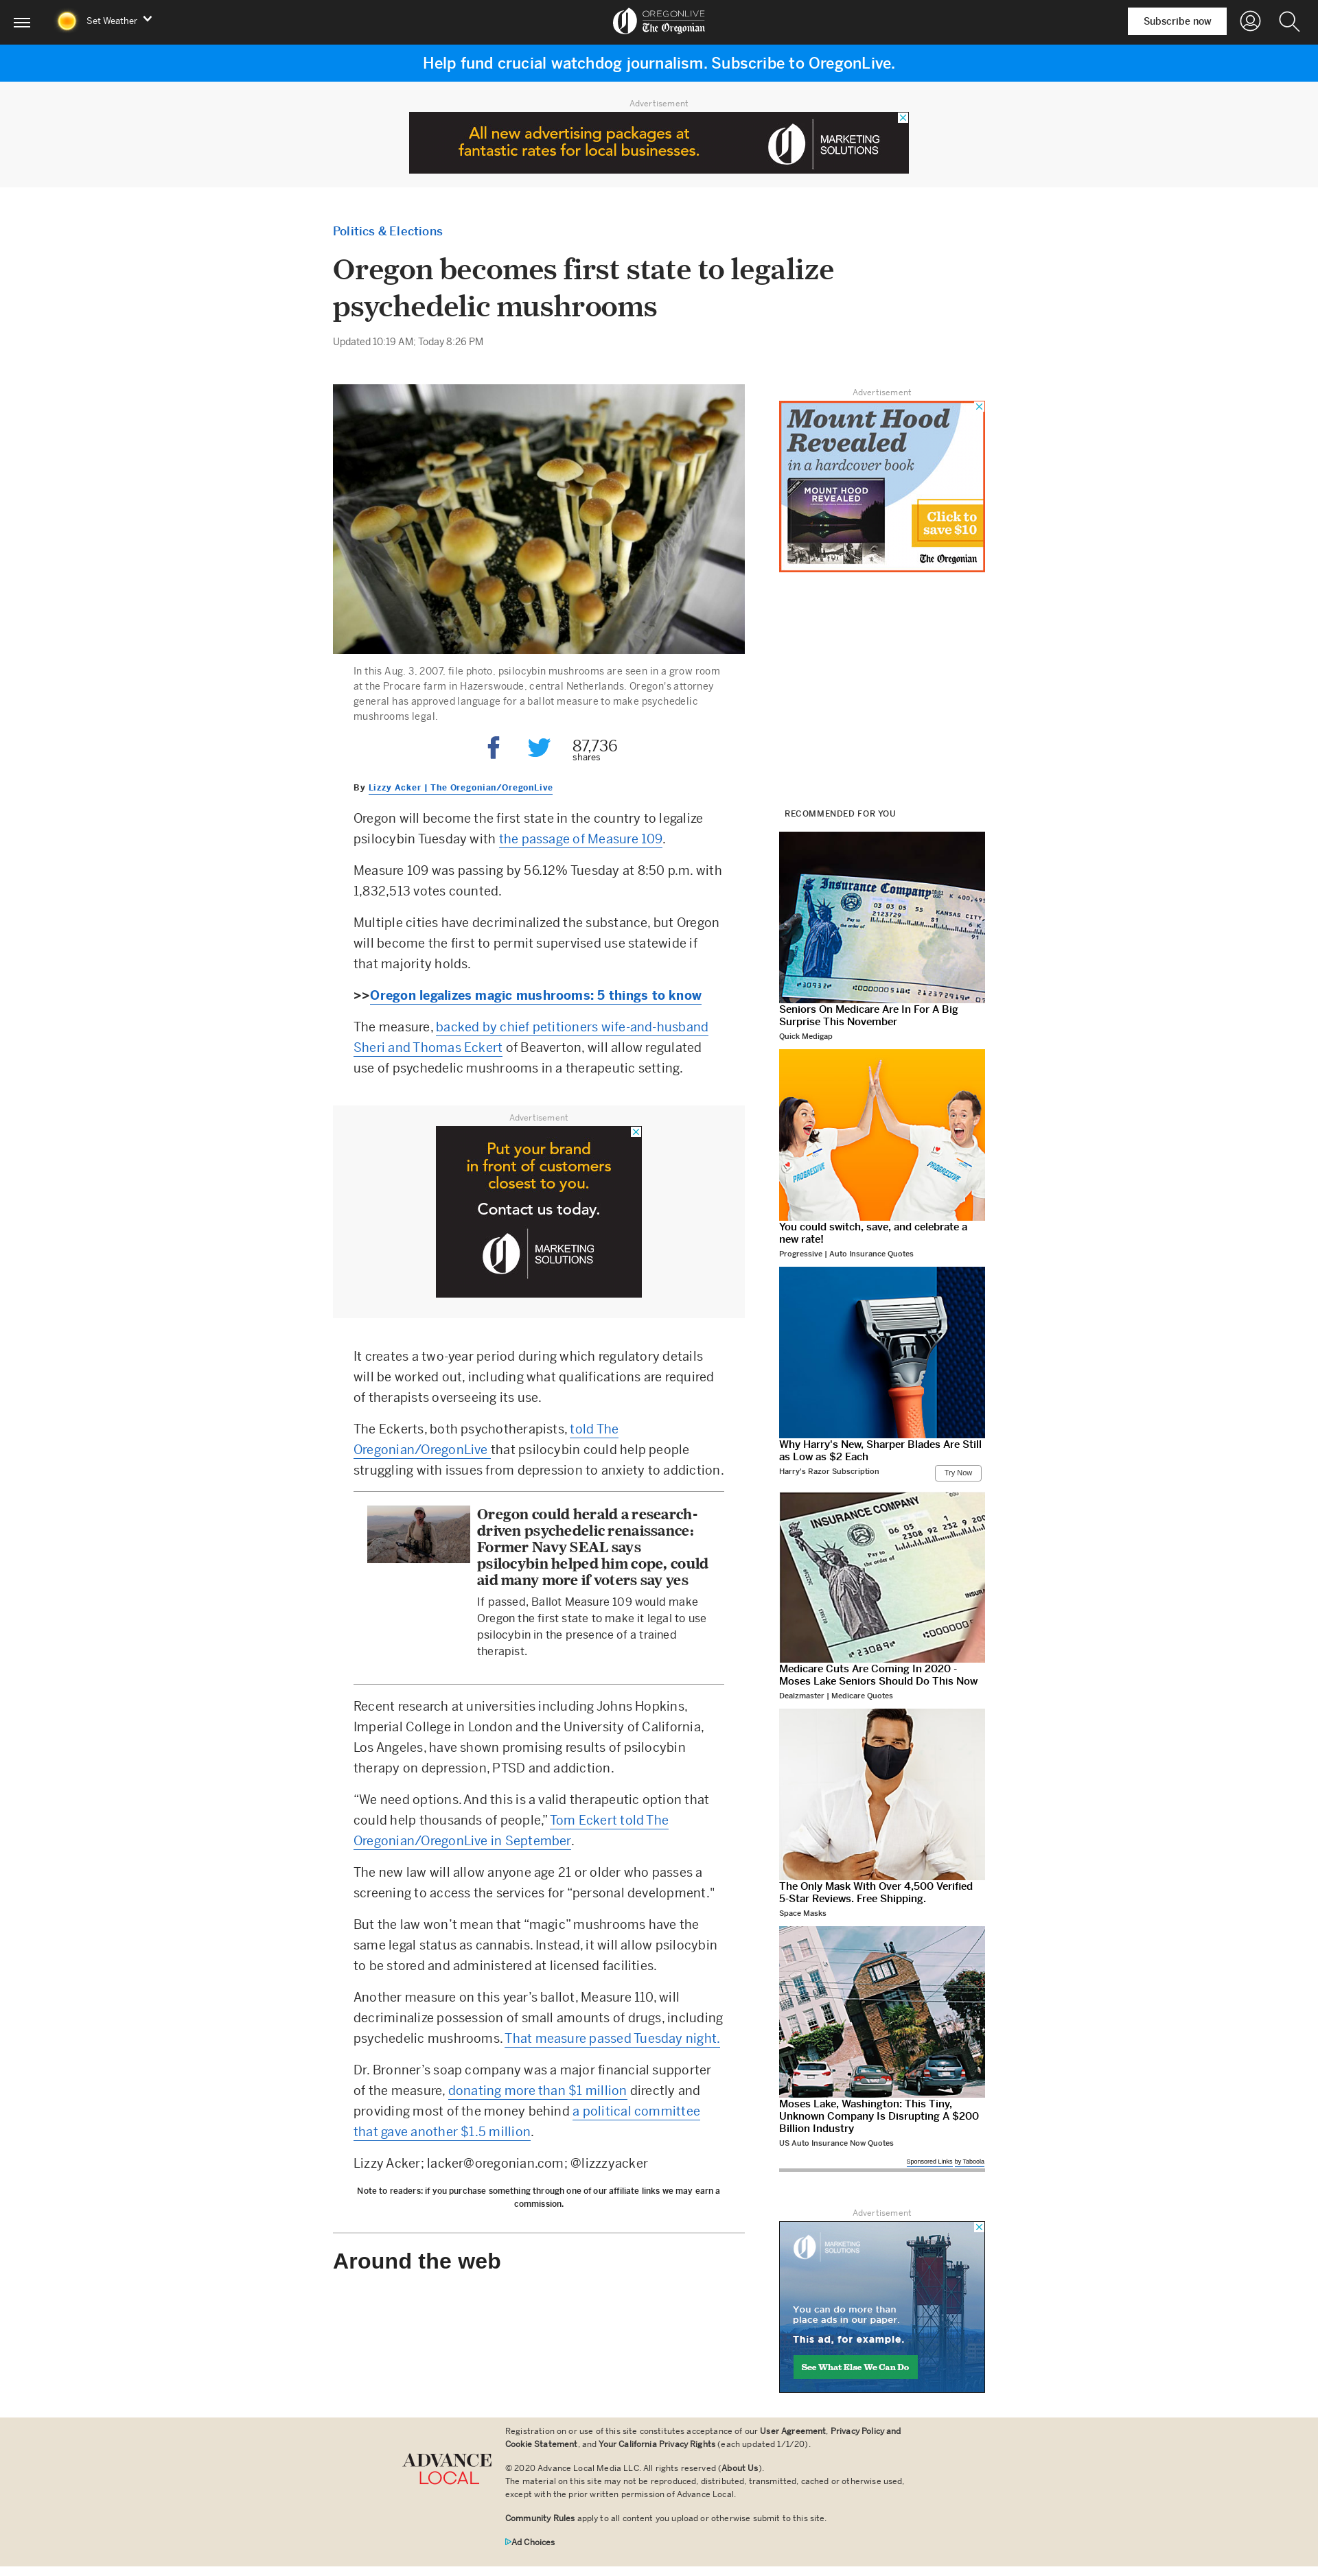 Set Weather
OREGONLIVE
The Oregonian
Subscribe now
Help fund crucial watchdog journalism. Subscribe to OregonLive.
Advertisement
All new advertising packages at
fantastic rates for local businesses.
MARKETING
SOLUTIONS
Politics & Elections
Oregon becomes first state to legalize
psychedelic mushrooms
Updated 10:19 AM; Today 8:26 PM
In this Aug. 3, 2007, file photo, psilocybin mushrooms are seen in a grow room
at the Procare farm in Hazerswoude, central Netherlands. Oregon's attorney
general has approved language for a ballot measure to make psychedelic
mushrooms legal.
87,736
shares
By Lizzy Acker | The Oregonian/OregonLive
Oregon will become the first state in the country to legalize
psilocybin Tuesday with the passage of Measure 109.
Measure 109 was passing by 56.12% Tuesday at 8:50 p.m. with
1,832,513 votes counted.
Multiple cities have decriminalized the substance, but Oregon
will become the first to permit supervised use statewide if
that majority holds.
>>Oregon legalizes magic mushrooms: 5 things to know
The measure, backed by chief petitioners wife-and-husband
Sheri and Thomas Eckert of Beaverton, will allow regulated
use of psychedelic mushrooms in a therapeutic setting.
Advertisement
Put your brand
in front of customers
closest to you.
Contact us today.
MARKETING
SOLUTIONS
It creates a two-year period during which regulatory details
will be worked out, including what qualifications are required
of therapists overseeing its use.
The Eckerts, both psychotherapists, told The
Oregonian/OregonLive that psilocybin could help people
struggling with issues from depression to anxiety to addiction.
Oregon could herald a research-
driven psychedelic renaissance:
Former Navy SEAL says
psilocybin helped him cope, could
aid many more if voters say yes
If passed, Ballot Measure 109 would make
Oregon the first state to make it legal to use
psilocybin in the presence of a trained
therapist.
Recent research at universities including Johns Hopkins,
Imperial College in London and the University of California,
Los Angeles, have shown promising results of psilocybin
therapy on depression, PTSD and addiction.
“We need options. And this is a valid therapeutic option that
could help thousands of people,” Tom Eckert told The
Oregonian/OregonLive in September.
The new law will allow anyone age 21 or older who passes a
screening to access the services for “personal development."
But the law won’t mean that “magic” mushrooms have the
same legal status as cannabis. Instead, it will allow psilocybin
to be stored and administered at licensed facilities.
Another measure on this year’s ballot, Measure 110, will
decriminalize possession of small amounts of drugs, including
psychedelic mushrooms. That measure passed Tuesday night.
Dr. Bronner’s soap company was a major financial supporter
of the measure, donating more than $1 million directly and
providing most of the money behind a political committee
that gave another $1.5 million.
Lizzy Acker; lacker@oregonian.com; @lizzzyacker
Note to readers: if you purchase something through one of our affiliate links we may earn a
commission.
Around the web
Advertisement
Mount Hood
Revealed
in a hardcover book
MOUNT HOOD
REVEALED
Click to
save $10
The Oregonian
RECOMMENDED FOR YOU
Insurance Company
03 03 05 55
2123729
Pay to
the order of
KANSAS CITY,
Seniors On Medicare Are In For A Big
Surprise This November
Quick Medigap
PROGRESSIVE
PROGRESSIVE
You could switch, save, and celebrate a
new rate!
Progressive | Auto Insurance Quotes
Why Harry's New, Sharper Blades Are Still
as Low as $2 Each
Harry's Razor Subscription
Try Now
INSURANCE COMPANY
Pay to
the order of
Medicare Cuts Are Coming In 2020 -
Moses Lake Seniors Should Do This Now
Dealzmaster | Medicare Quotes
The Only Mask With Over 4,500 Verified
5-Star Reviews. Free Shipping.
Space Masks
Moses Lake, Washington: This Tiny,
Unknown Company Is Disrupting A $200
Billion Industry
US Auto Insurance Now Quotes
Sponsored Links by Taboola
Advertisement
MARKETING
SOLUTIONS
You can do more than
place ads in our paper.
This ad, for example.
See What Else We Can Do
ADVANCE
LOCAL
Registration on or use of this site constitutes acceptance of our User Agreement, Privacy Policy and
Cookie Statement, and Your California Privacy Rights (each updated 1/1/20).
© 2020 Advance Local Media LLC. All rights reserved (About Us).
The material on this site may not be reproduced, distributed, transmitted, cached or otherwise used,
except with the prior written permission of Advance Local.
Community Rules apply to all content you upload or otherwise submit to this site.
Ad Choices